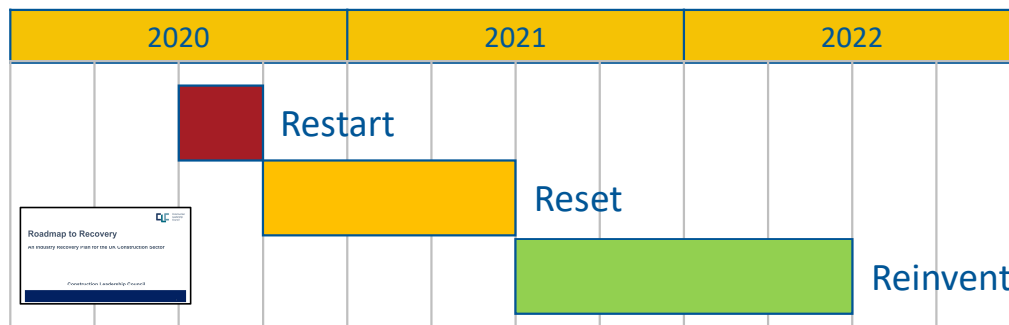 2020 2021 2022
Restart
Reset
Reinvent
CLC
Roadmap to Recovery
An Industry Recovery Plan for the UK Construction Sector
Construction Leadership Council